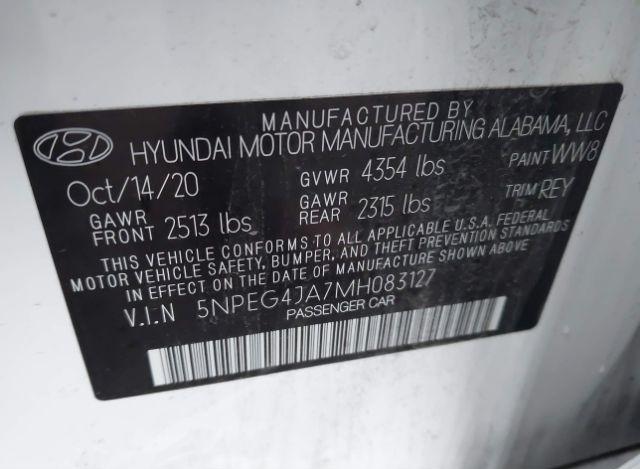 MANUFACTURED BY
HYUNDAI MOTOR MANUFACTURING ALABAMA, LLC
Oct/14/20 GVWR 4354 lbs PAINT WW8
GAWR FRONT 2513 lbs GAWR REAR 2315 lbs TRIM REY
THIS VEHICLE CONFORMS TO ALL APPLICABLE U.S.A. FEDERAL
MOTOR VEHICLE SAFETY, BUMPER, AND THEFT PREVENTION STANDARDS
IN EFFECT ON THE DATE OF MANUFACTURE SHOWN ABOVE
V.I.N 5NPEG4JA7MH083127
PASSENGER CAR